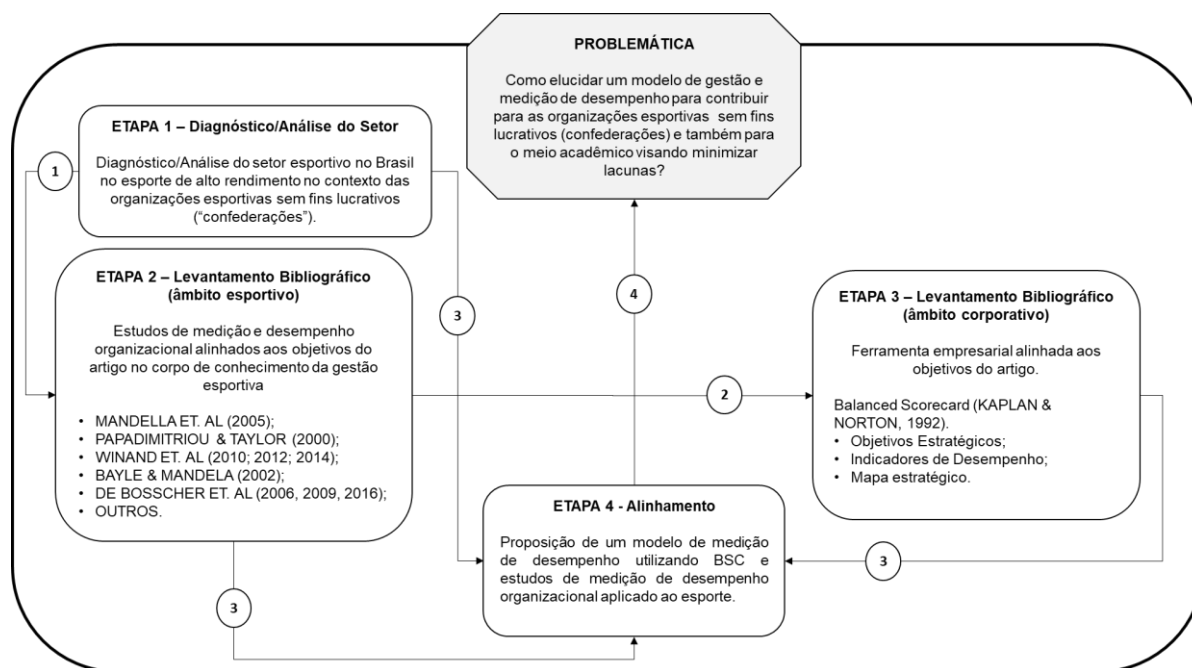 PROBLEMÁTICA
Como elucidar um modelo de gestão e
medição de desempenho para contribuir
para as organizações esportivas sem fins
lucrativos (confederações) e também para
o meio acadêmico visando minimizar
lacunas?
ETAPA 1 – Diagnóstico/Análise do Setor
Diagnóstico/Análise do setor esportivo no Brasil
no esporte de alto rendimento no contexto das
organizações esportivas sem fins lucrativos
(“confederações”).
1
ETAPA 2 – Levantamento Bibliográfico
(âmbito esportivo)
Estudos de medição e desempenho
organizacional alinhados aos objetivos do
artigo no corpo de conhecimento da gestão
esportiva
• MANDELLA ET. AL (2005);
• PAPADIMITRIOU & TAYLOR (2000);
• WINAND ET. AL (2010; 2012; 2014);
• BAYLE & MANDELA (2002);
• DE BOSSCHER ET. AL (2006, 2009, 2016);
• OUTROS.
3
4
2
ETAPA 3 – Levantamento Bibliográfico
(âmbito corporativo)
Ferramenta empresarial alinhada aos
objetivos do artigo.
Balanced Scorecard (KAPLAN &
NORTON, 1992).
• Objetivos Estratégicos;
• Indicadores de Desempenho;
• Mapa estratégico.
ETAPA 4 - Alinhamento
Proposição de um modelo de medição
de desempenho utilizando BSC e
estudos de medição de desempenho
organizacional aplicado ao esporte.
3
3